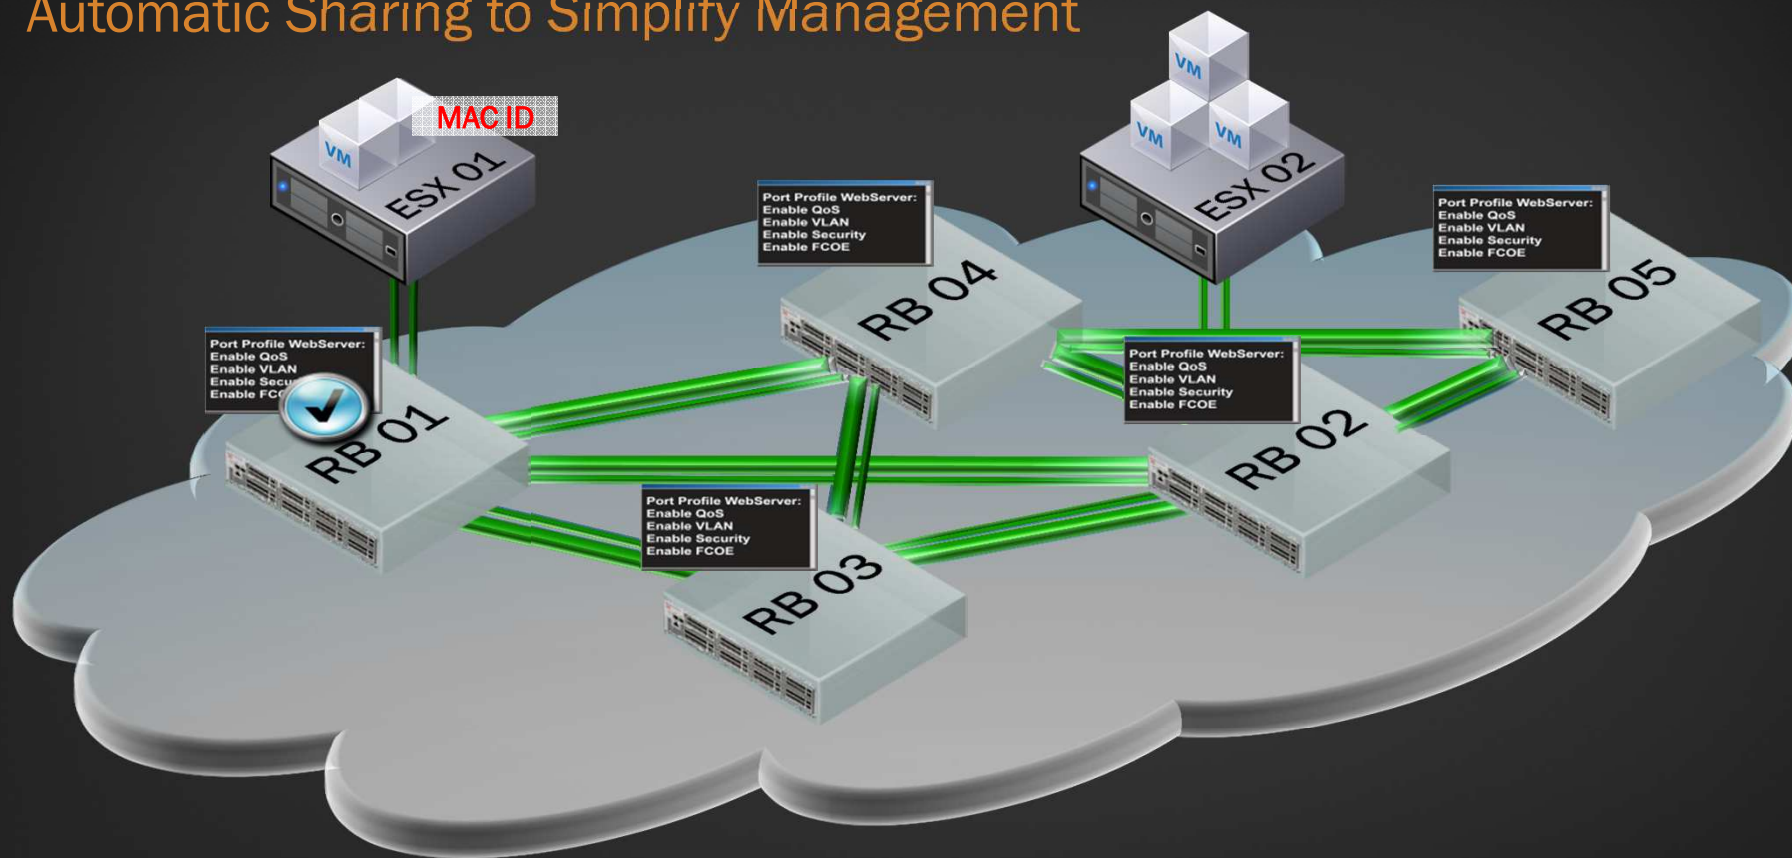 Automatic Sharing to Simplify Management
VM
MAC ID
VM
ESX 01
VM
VM
ESX 02
Port Profile WebServer:
Enable QoS
Enable VLAN
Enable Security
Enable FCOE
RB 04
Port Profile WebServer:
Enable QoS
Enable VLAN
Enable Security
Enable FCOE
RB 05
Port Profile WebServer:
Enable QoS
Enable VLAN
Enable
Enable
RB 01
Port Profile WebServer:
Enable QoS
Enable VLAN
Enable Security
Enable FCOE
RB 02
Port Profile WebServer:
Enable QoS
Enable VLAN
Enable Security
Enable FCOE
RB 03